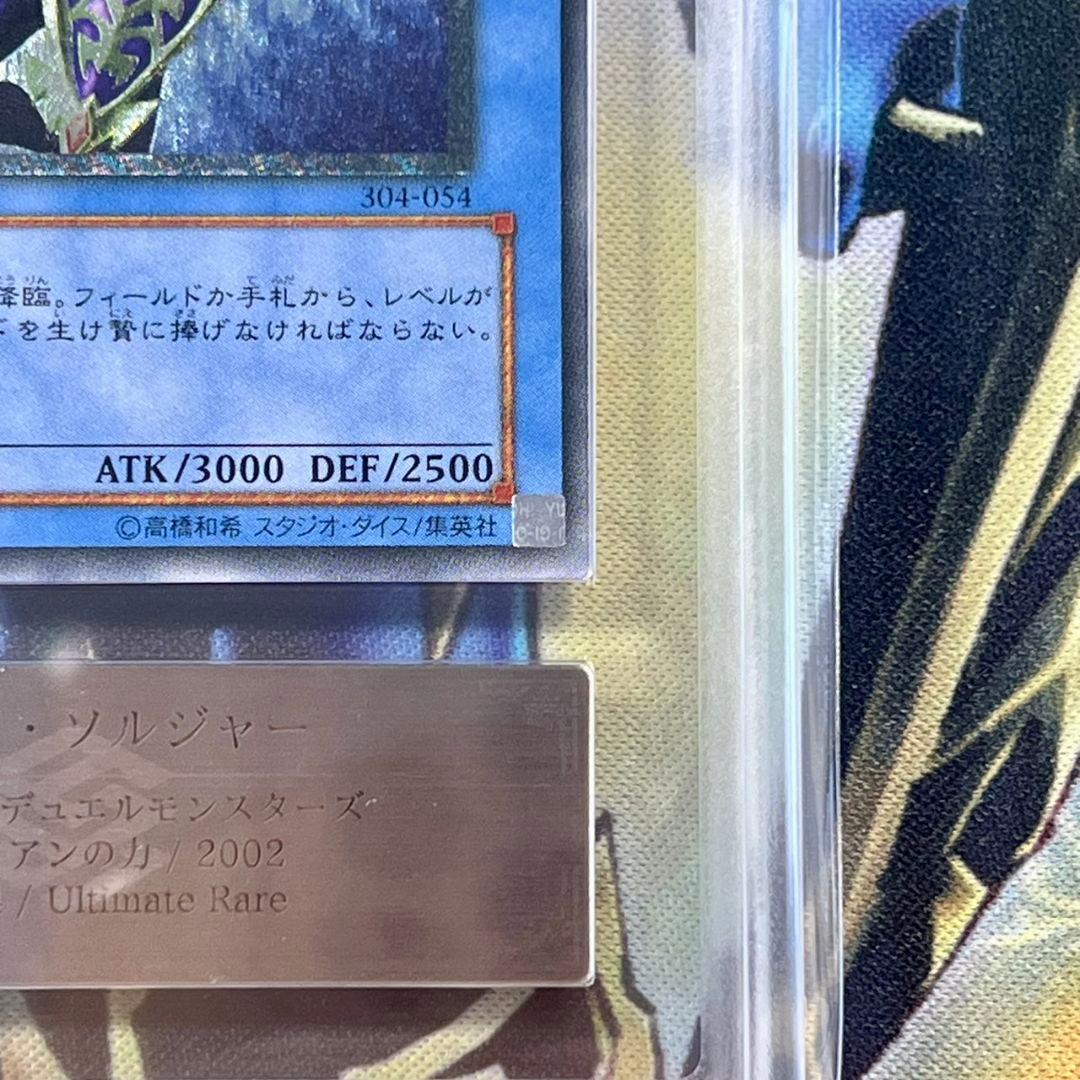 304-054
降臨。フィールドか手札から、レベルが
を生け贄に捧げなければならない。
ATK/3000 DEF/2500
©高橋和希 スタジオ・ダイス/集英社
・ソルジャー
デュエルモンスターズ
アンの力 / 2002
/ Ultimate Rare